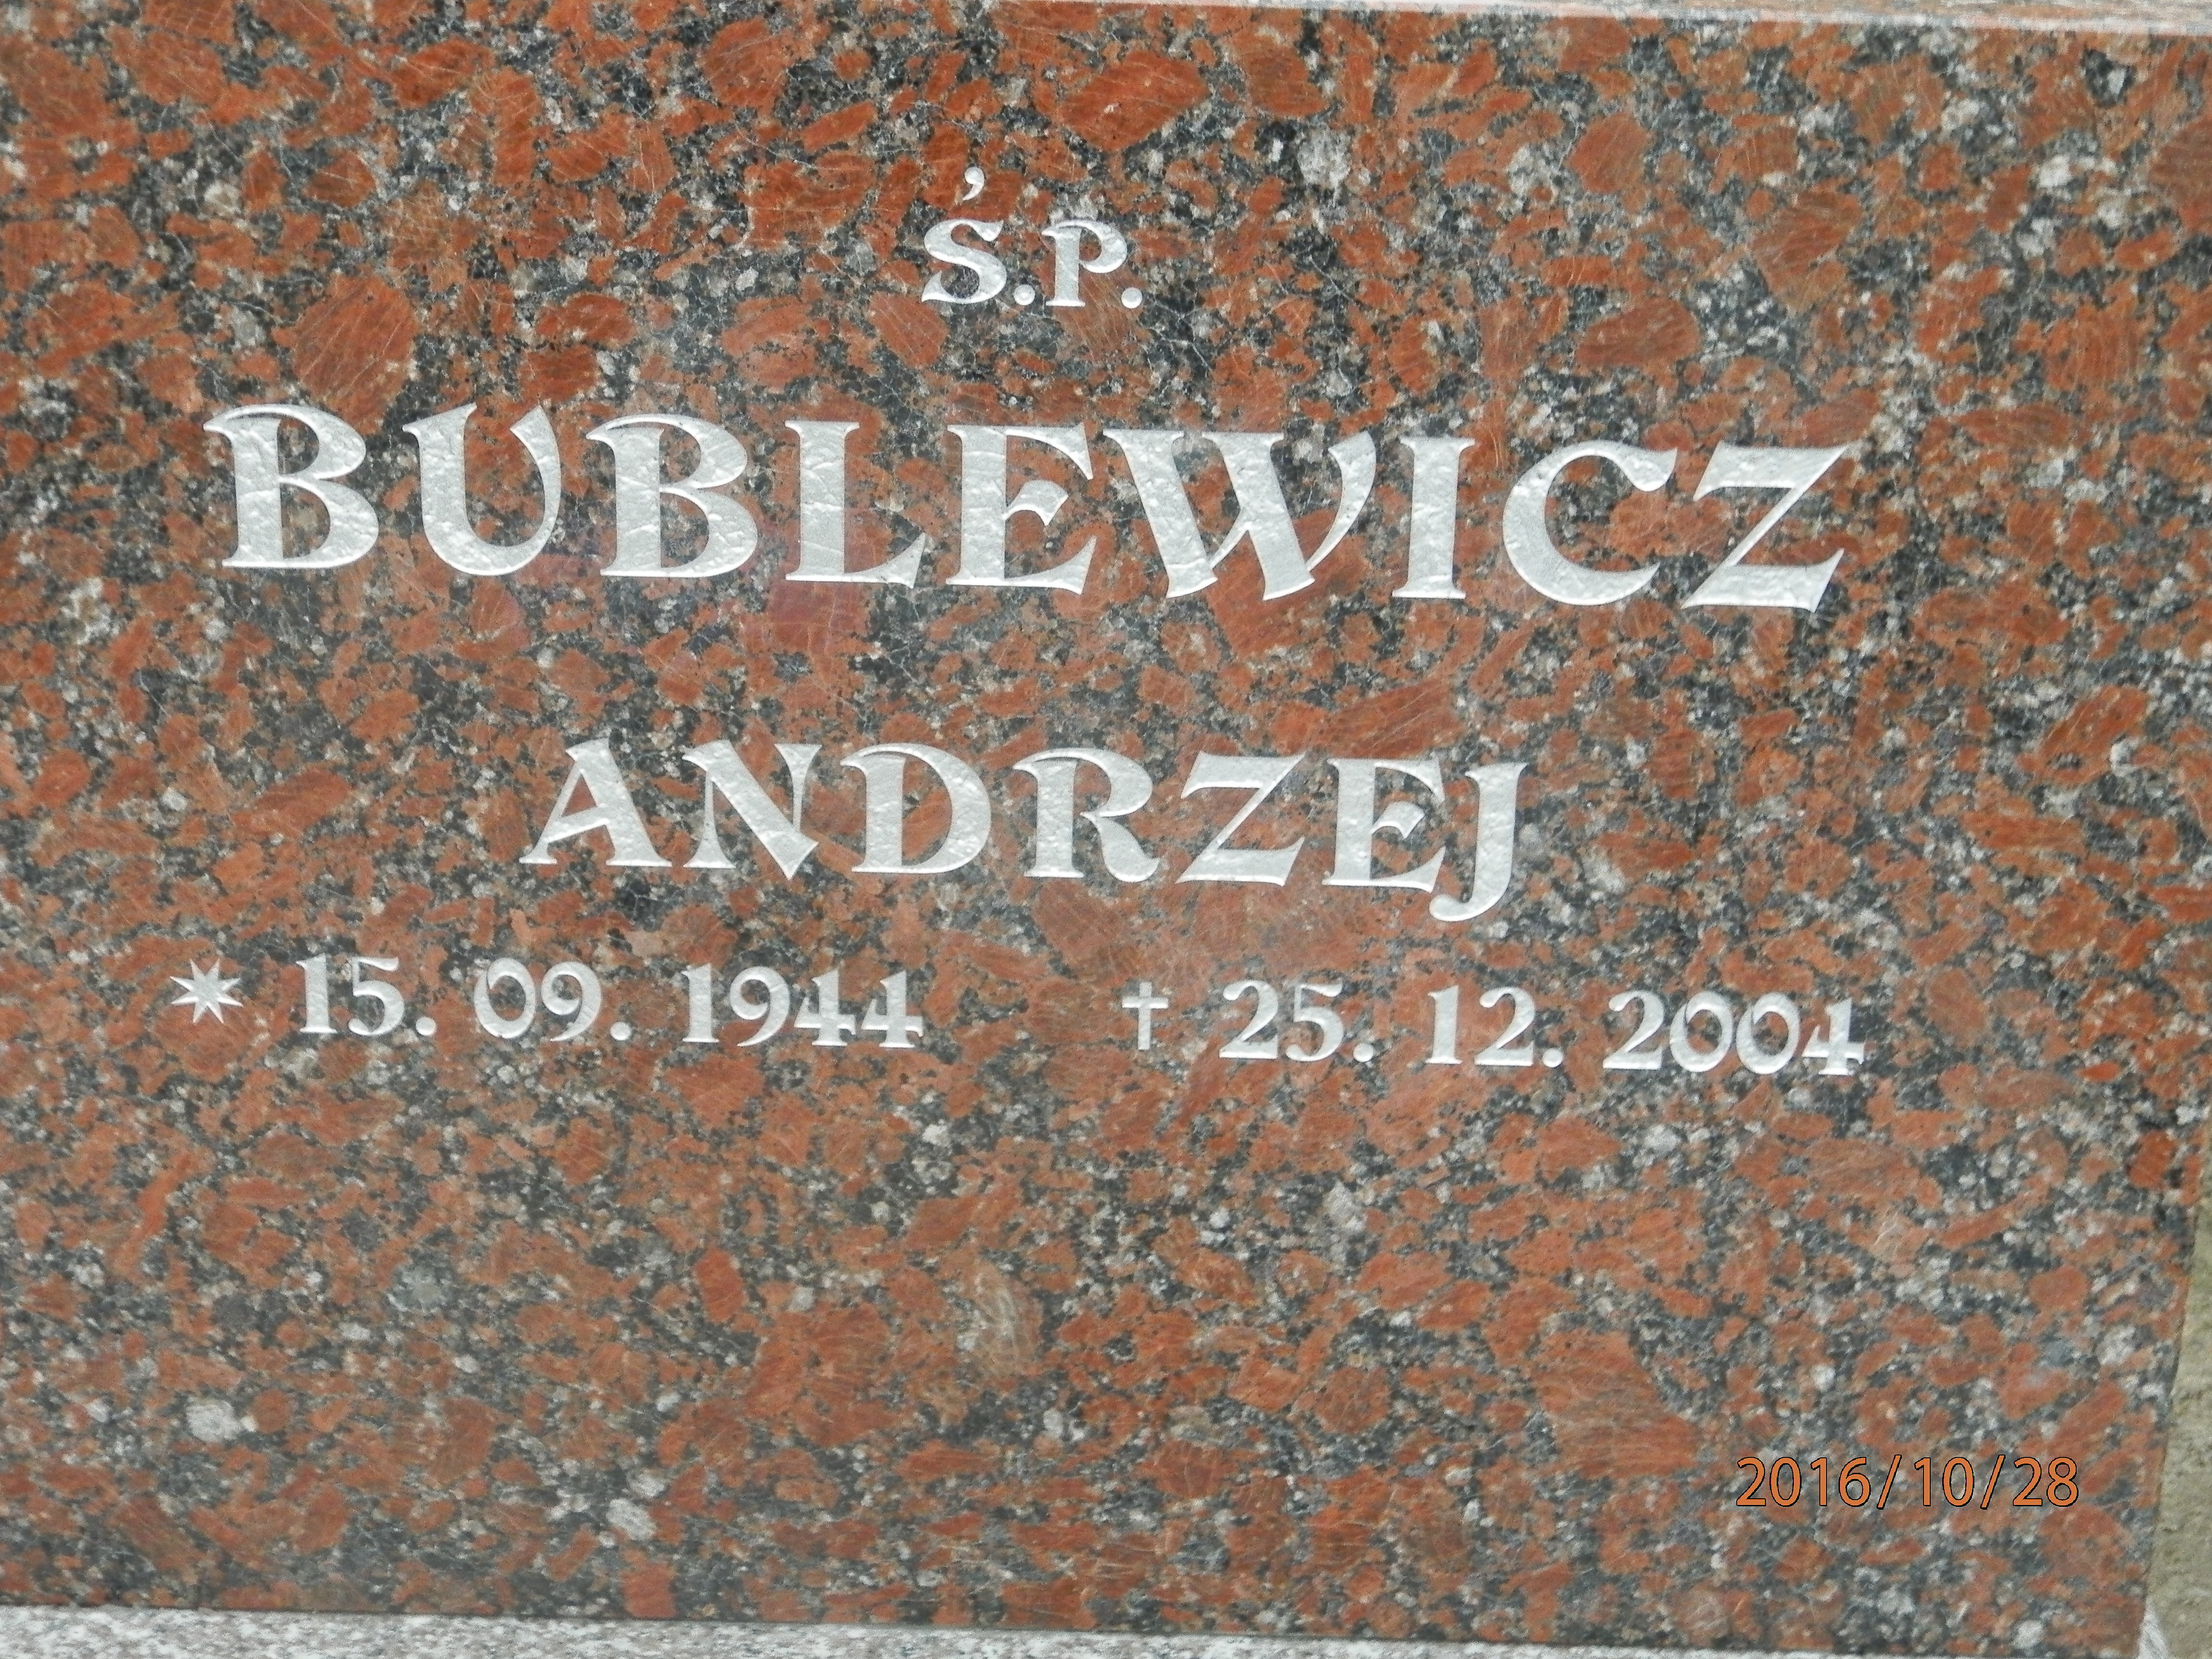 Ś.P.
BUBLEWICZ
ANDRZEJ
* 15. 09. 1944 † 25. 12. 2004
2016/10/28